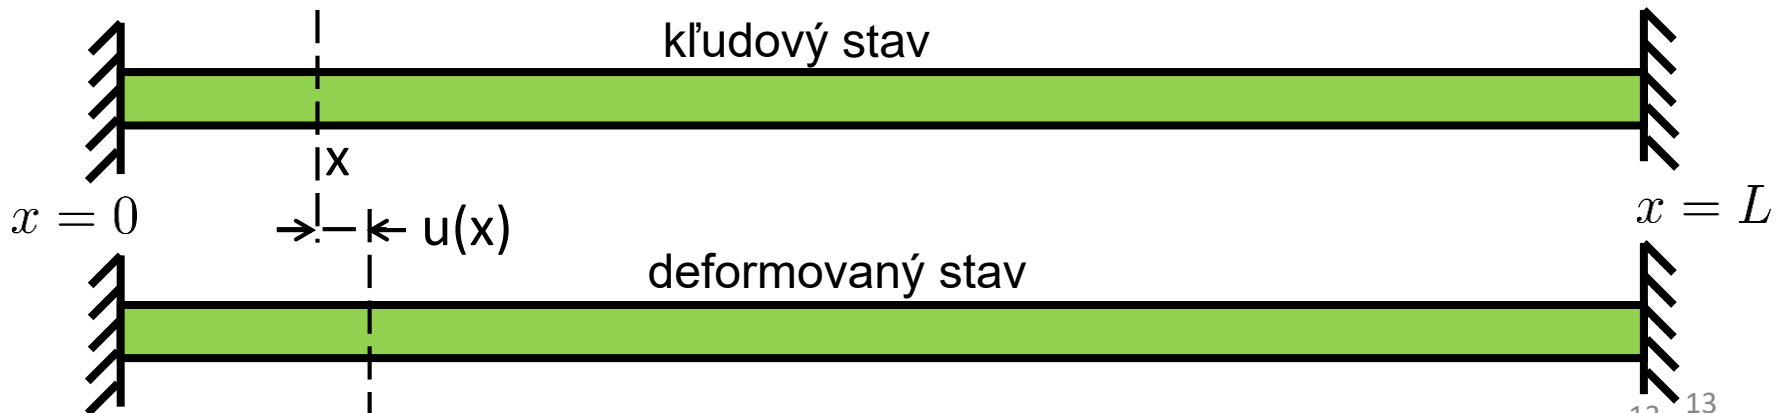 kľudový stav
x
x = 0
x = L
u(x)
deformovaný stav
13